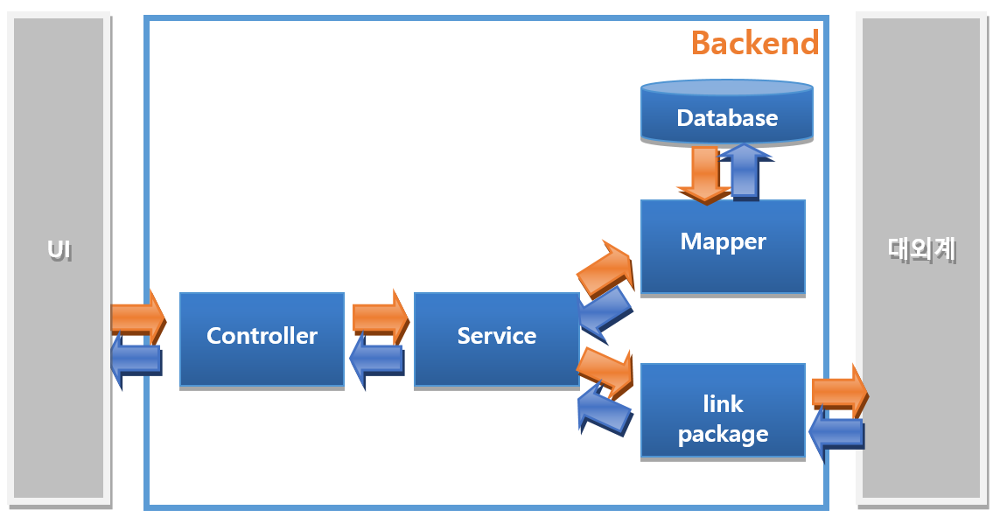 Backend
Database
UI
Mapper
대외계
Controller
Service
link
package